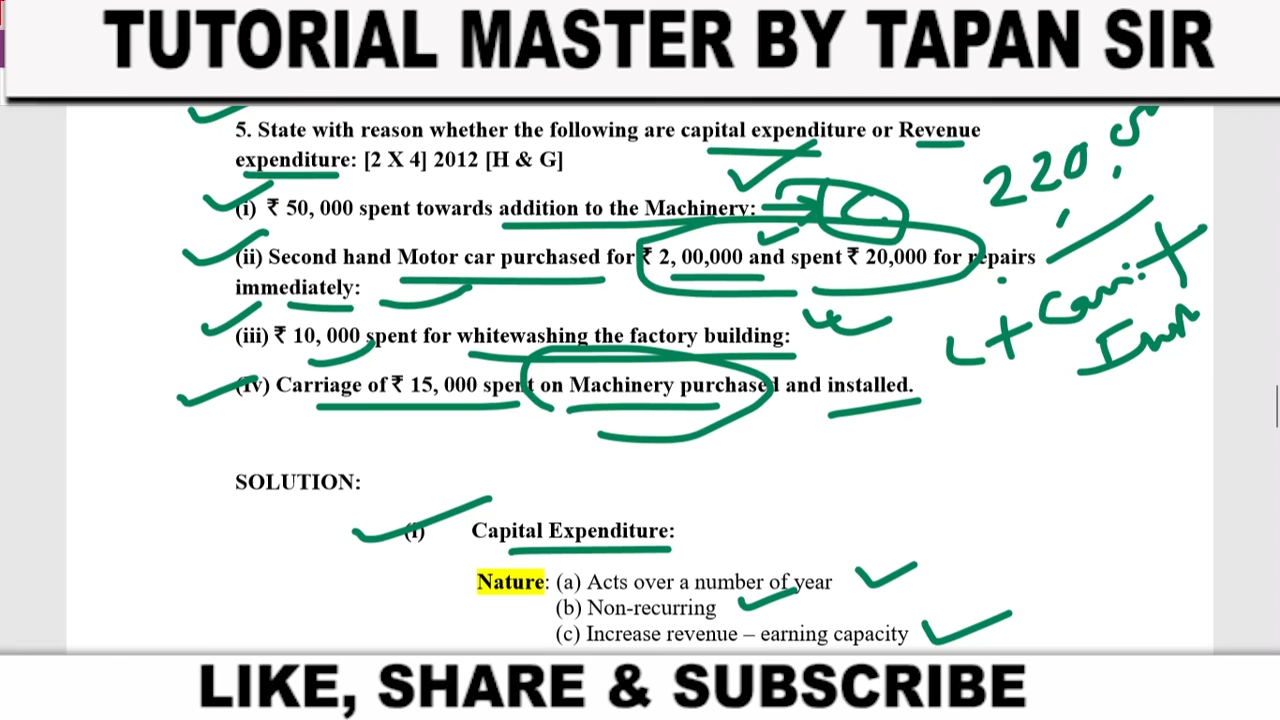 TUTORIAL MASTER BY TAPAN SIR
5. State with reason whether the following are capital expenditure or Revenue
expenditure: [2 X 4] 2012 [H & G]
(i) ₹ 50, 000 spent towards addition to the Machinery:
220,
(ii) Second hand Motor car purchased for ₹ 2, 00,000 and spent ₹ 20,000 for repairs
immediately:
(iii) ₹ 10, 000 spent for whitewashing the factory building:
(iv) Carriage of ₹ 15, 000 spent on Machinery purchased and installed.
SOLUTION:
(i) Capital Expenditure:
Nature: (a) Acts over a number of year
(b) Non-recurring
(c) Increase revenue – earning capacity
LIKE, SHARE & SUBSCRIBE